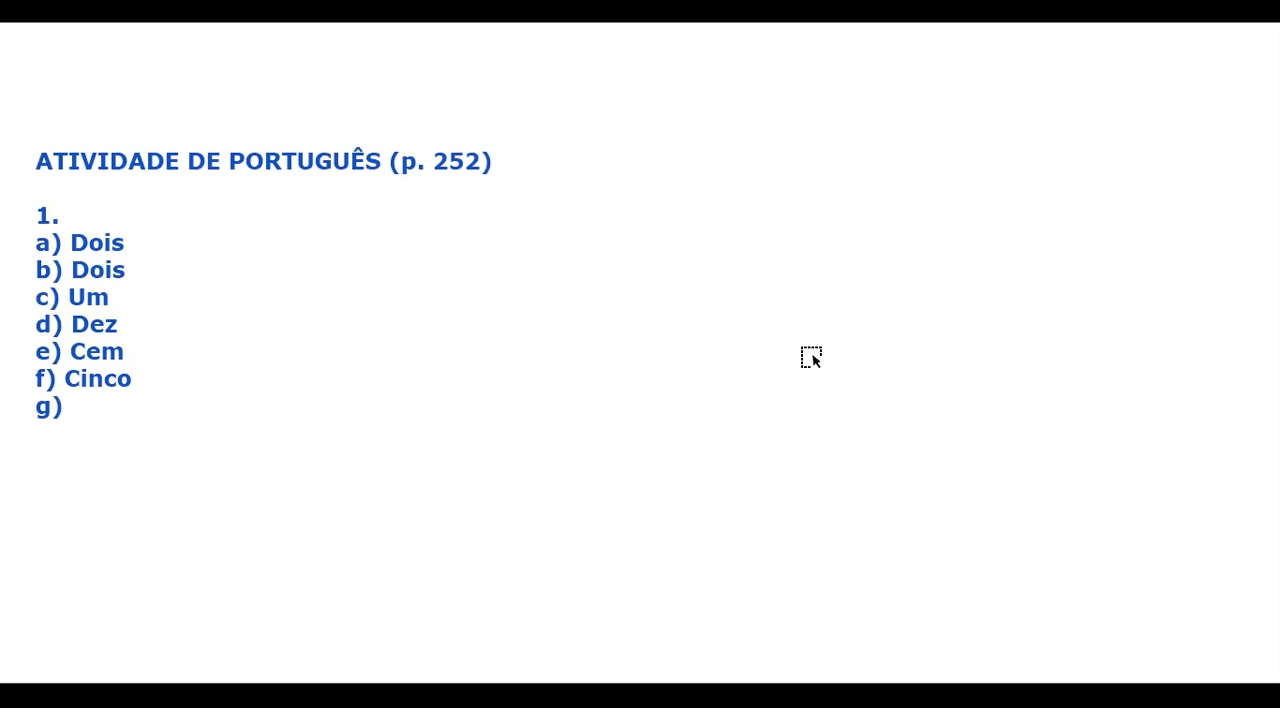 ATIVIDADE DE PORTUGUÊS (p. 252)
1.
a) Dois
b) Dois
c) Um
d) Dez
e) Cem
f) Cinco
g)